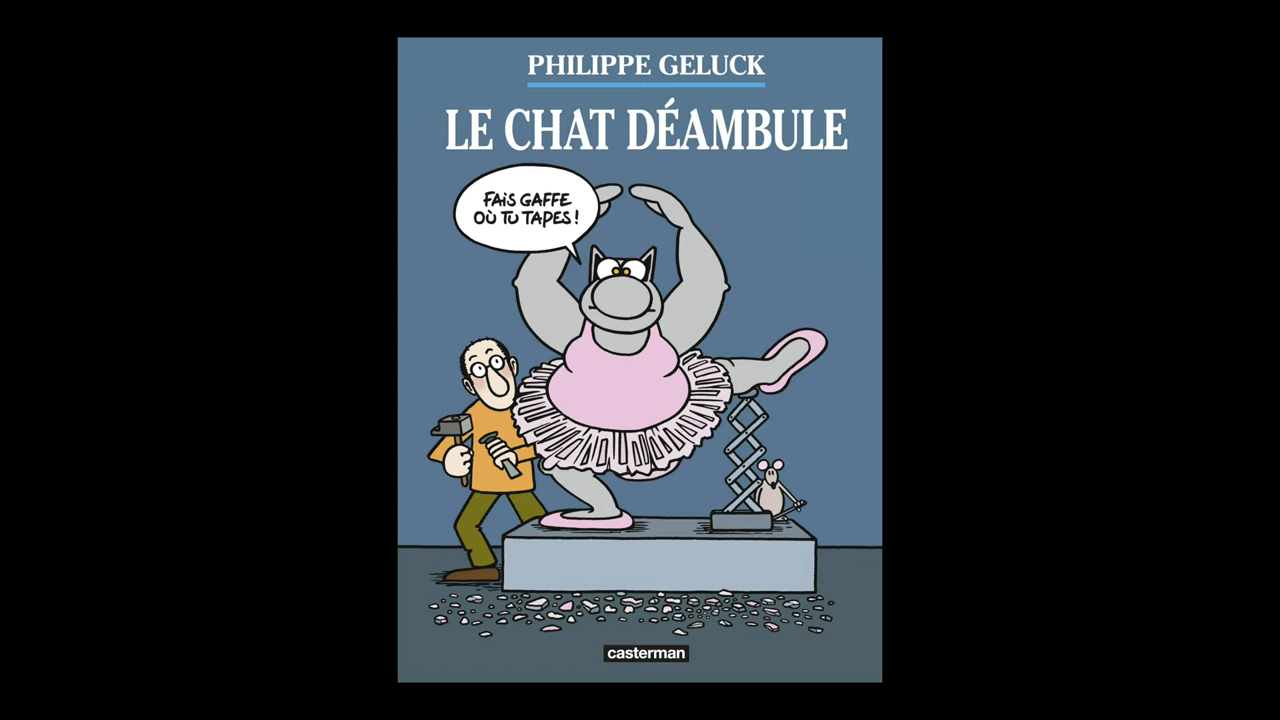 PHILIPPE GELUCK
LE CHAT DÉAMBULE
FAIS GAFFE
OÙ TU TAPES !
casterman